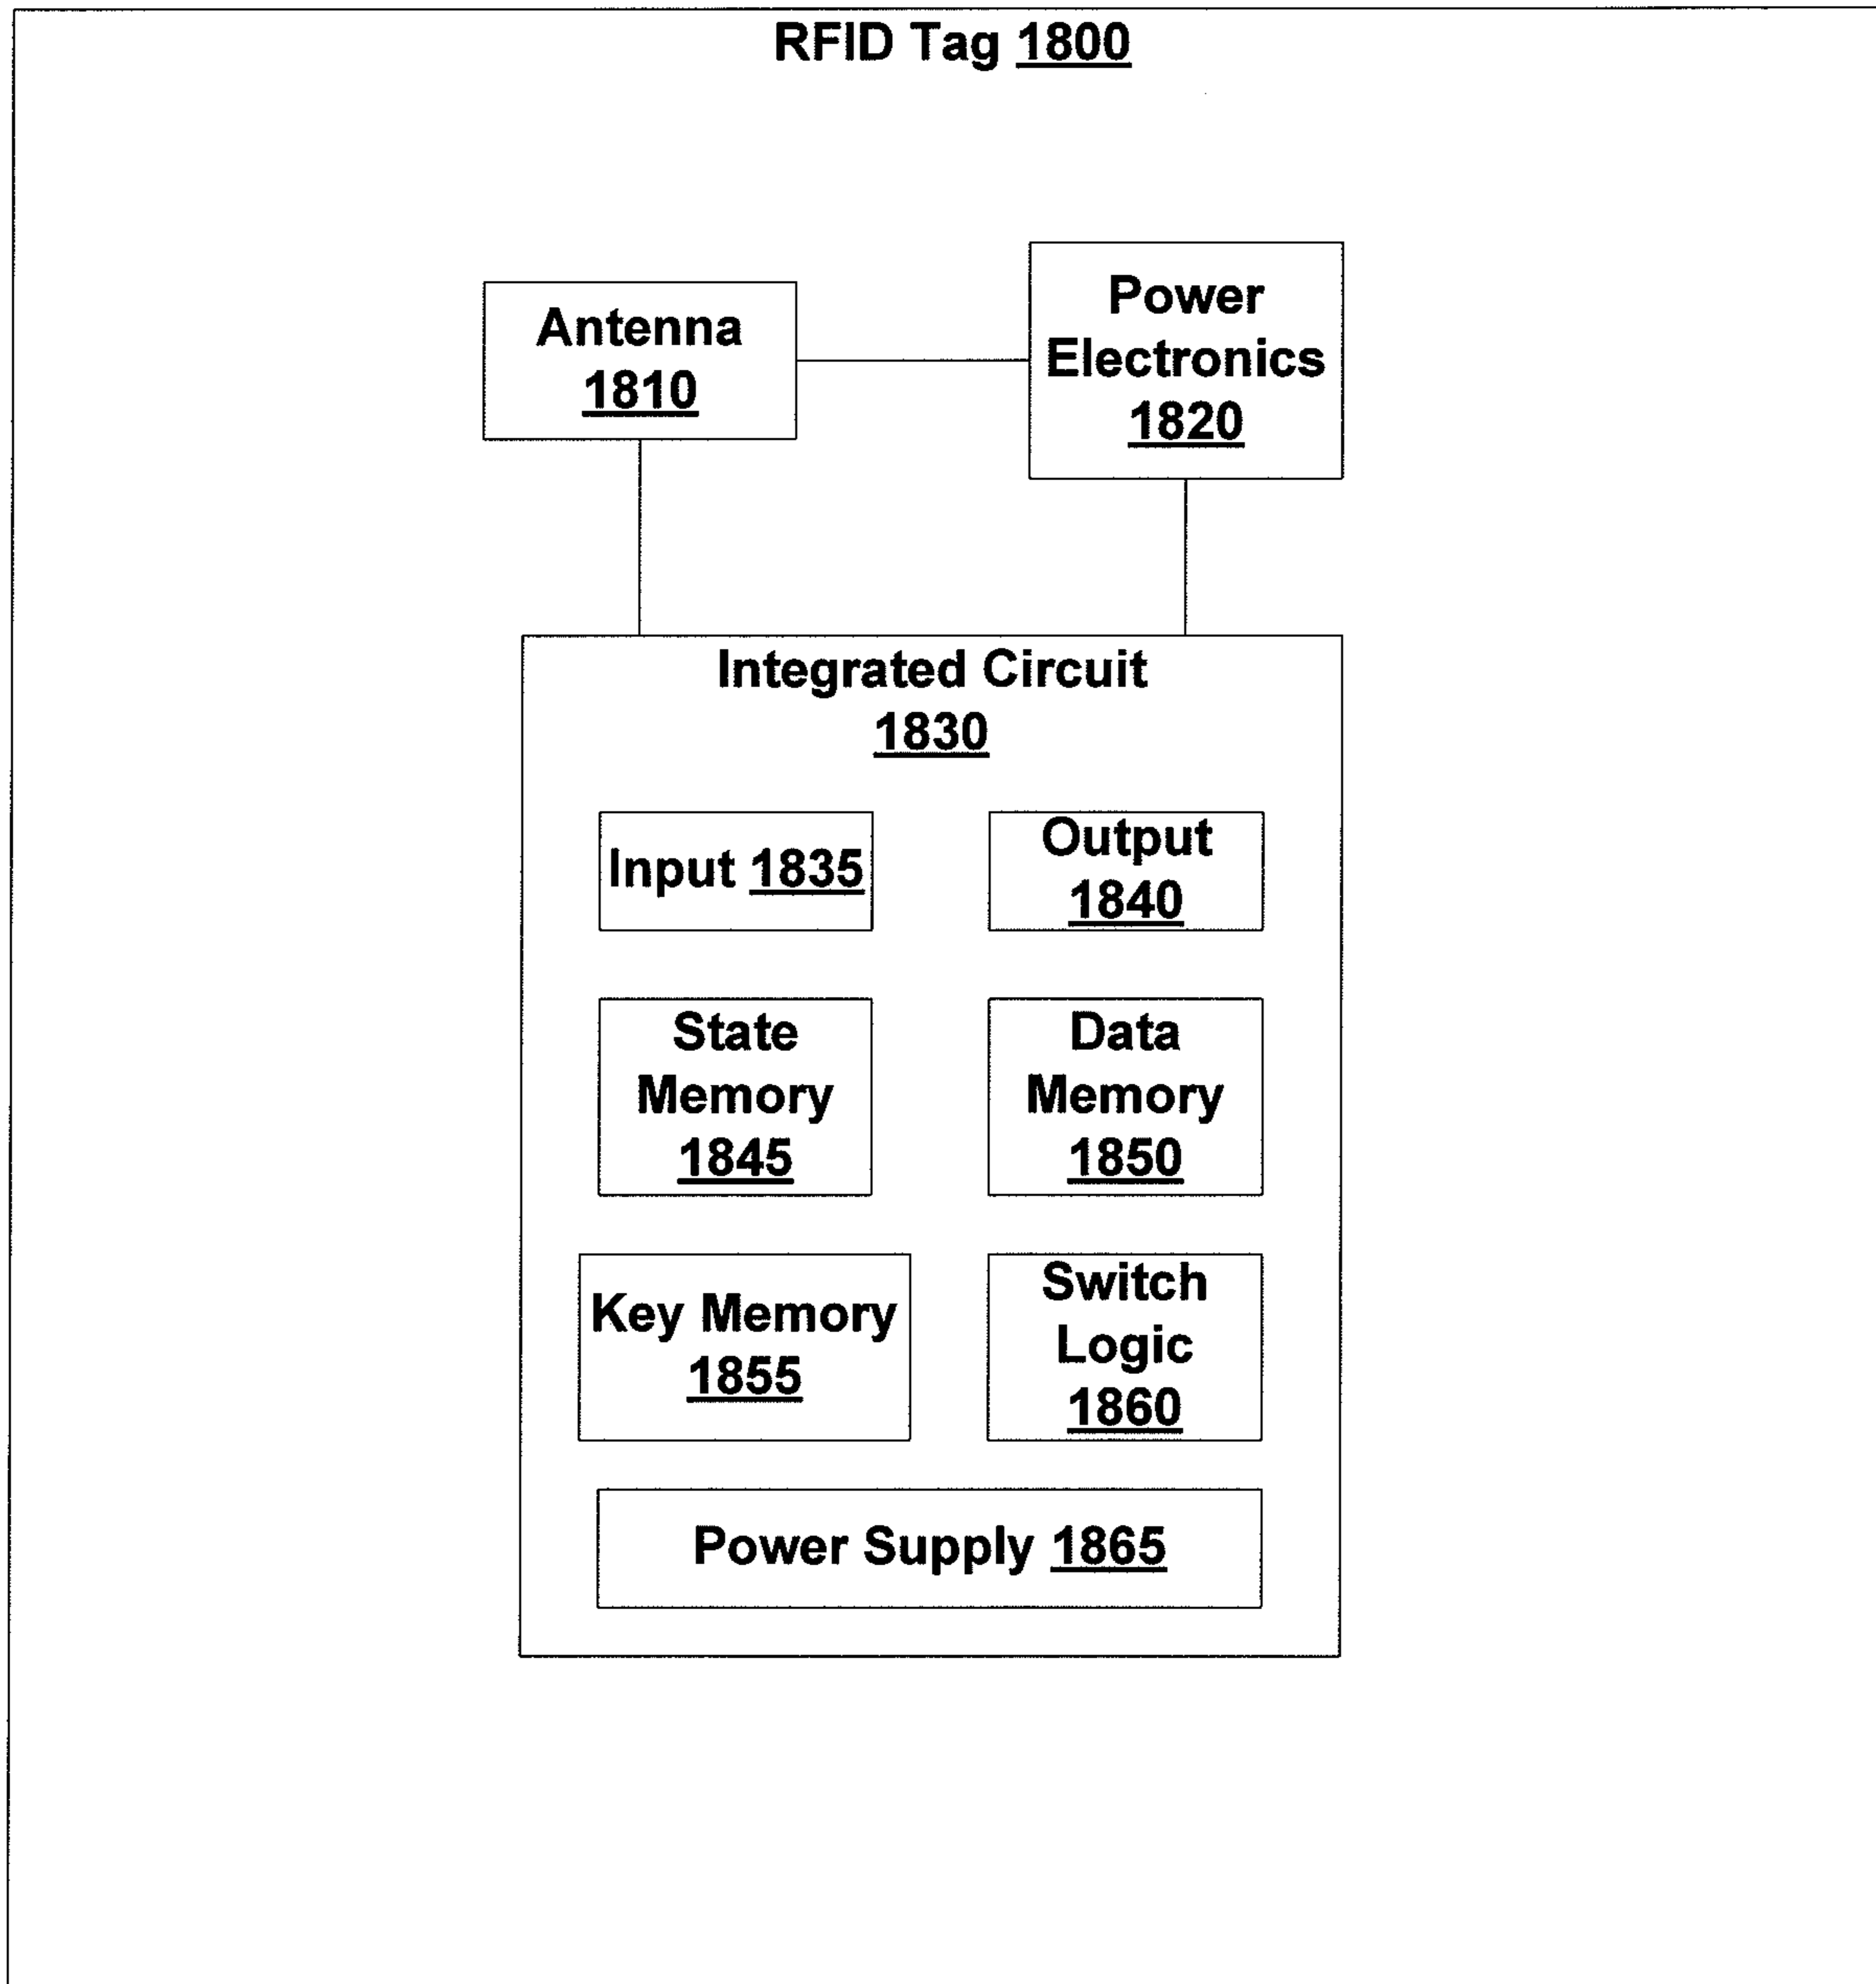 RFID Tag 1800
Antenna
1810
Power
Electronics
1820
Integrated Circuit
1830
Input 1835
Output
1840
State
Memory
1845
Data
Memory
1850
Key Memory
1855
Switch
Logic
1860
Power Supply 1865